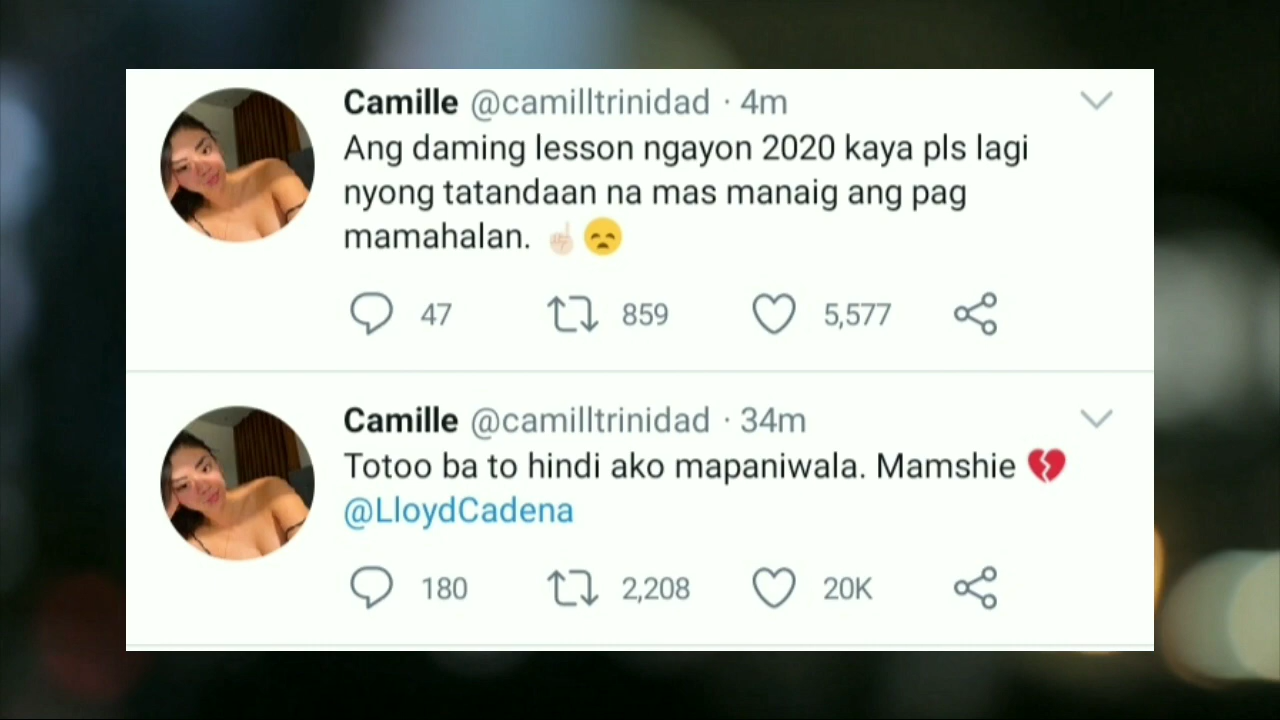 Camille @camilltrinidad · 4m
Ang daming lesson ngayon 2020 kaya pls lagi
nyong tatandaan na mas manaig ang pag
mamahalan. ☝🏻😞
47 859 5,577
Camille @camilltrinidad · 34m
Totoo ba to hindi ako mapaniwala. Mamshie 💔
@LloydCadena
180 2,208 20K